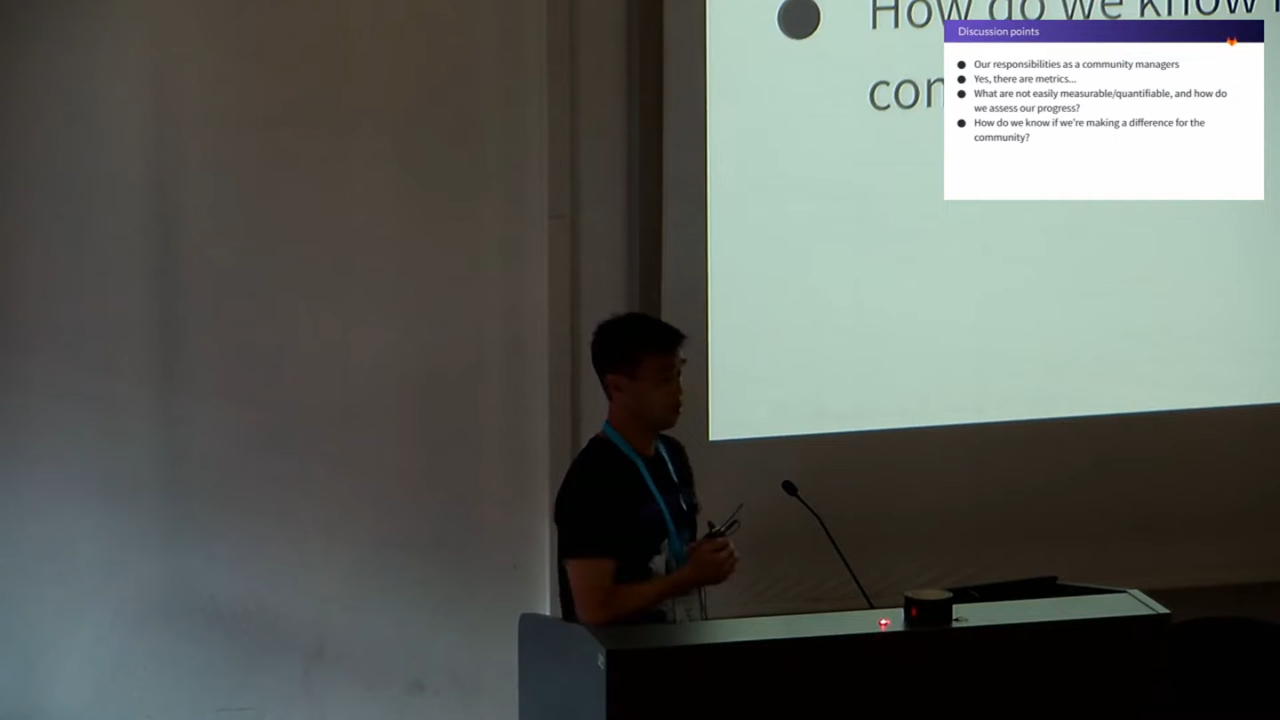 How do we know
con
Discussion points
Our responsibilities as a community managers
Yes, there are metrics...
What are not easily measurable/quantifiable, and how do
we assess our progress?
How do we know if we're making a difference for the
community?